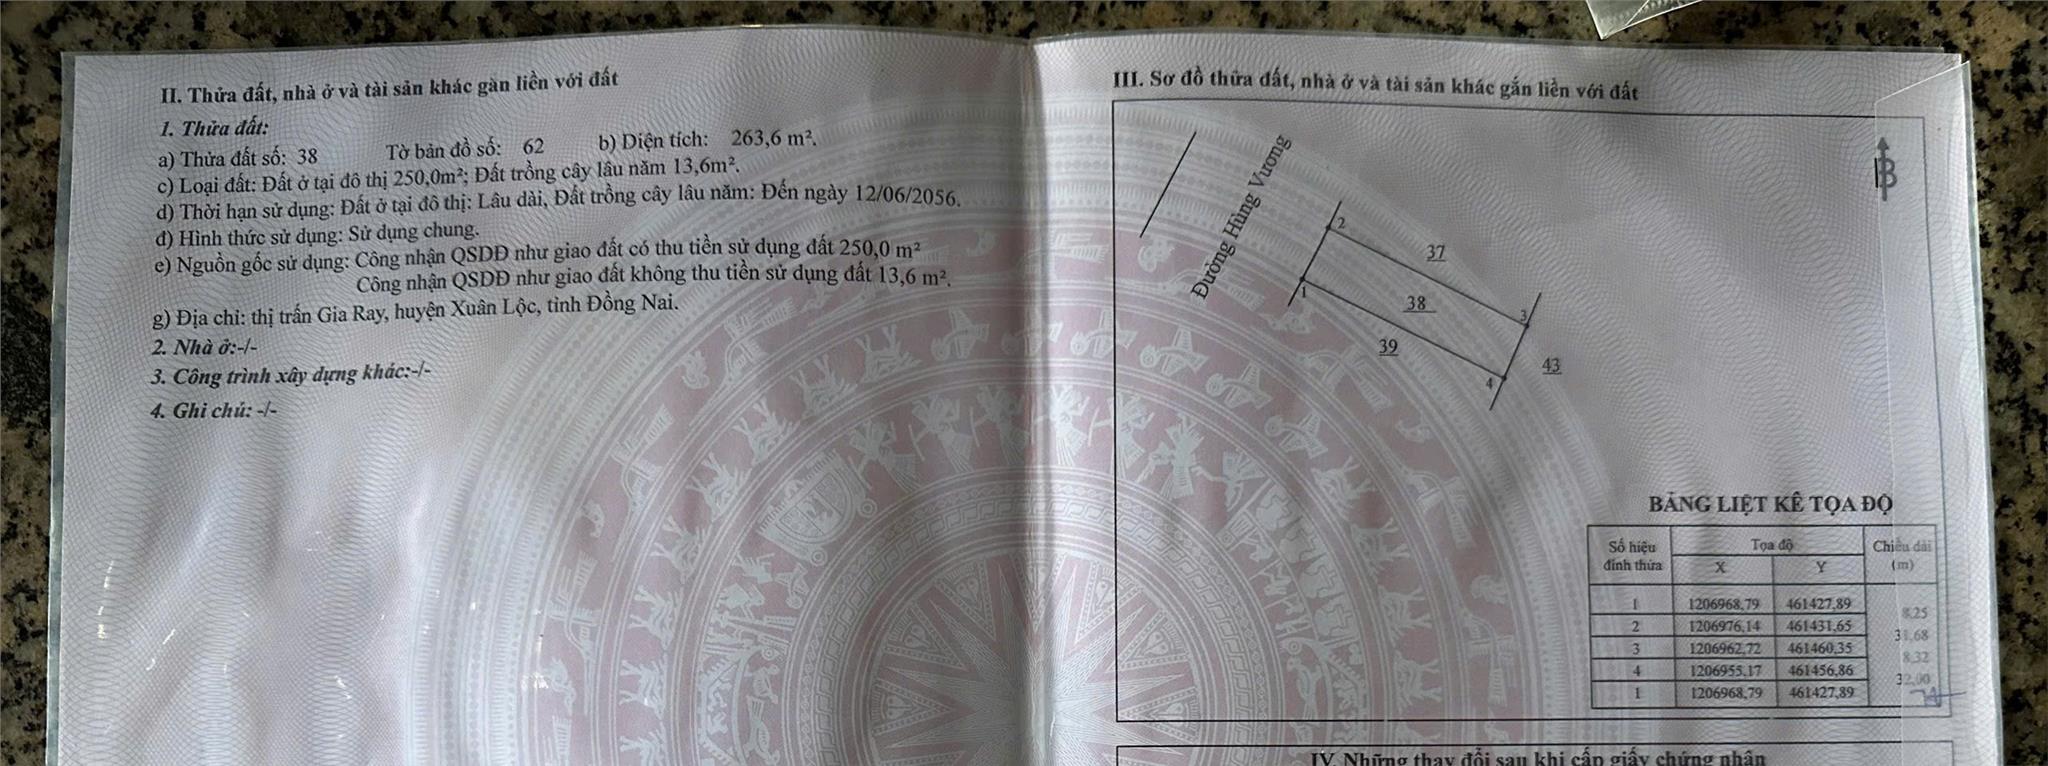 II. Thửa đất, nhà ở và tài sản khác gắn liền với đất
1. Thửa đất:
a) Thửa đất số: 38 Tờ bản đồ số: 62 b) Diện tích: 263,6 m².
c) Loại đất: Đất ở tại đô thị 250,0m²; Đất trồng cây lâu năm 13,6m².
d) Thời hạn sử dụng: Đất ở tại đô thị: Lâu dài, Đất trồng cây lâu năm: Đến ngày 12/06/2056.
đ) Hình thức sử dụng: Sử dụng chung.
e) Nguồn gốc sử dụng: Công nhận QSDĐ như giao đất có thu tiền sử dụng đất 250,0 m²
Công nhận QSDĐ như giao đất không thu tiền sử dụng đất 13,6 m².
g) Địa chỉ: thị trấn Gia Ray, huyện Xuân Lộc, tỉnh Đồng Nai.
2. Nhà ở:-/-
3. Công trình xây dựng khác:-/-
4. Ghi chú: -/-
III. Sơ đồ thửa đất, nhà ở và tài sản khác gắn liền với đất
B
Đường Hùng Vương
2
37
1
38
3
39
43
4
BẢNG LIỆT KÊ TỌA ĐỘ
Số hiệu đỉnh thửa Tọa độ Chiều dài (m)
X Y
1 1206968,79 461427,89
8,25
2 1206976,14 461431,65
31,68
3 1206962,72 461460,35
8,32
4 1206955,17 461456,86
32,00
1 1206968,79 461427,89
IV. Những thay đổi sau khi cấp giấy chứng nhận